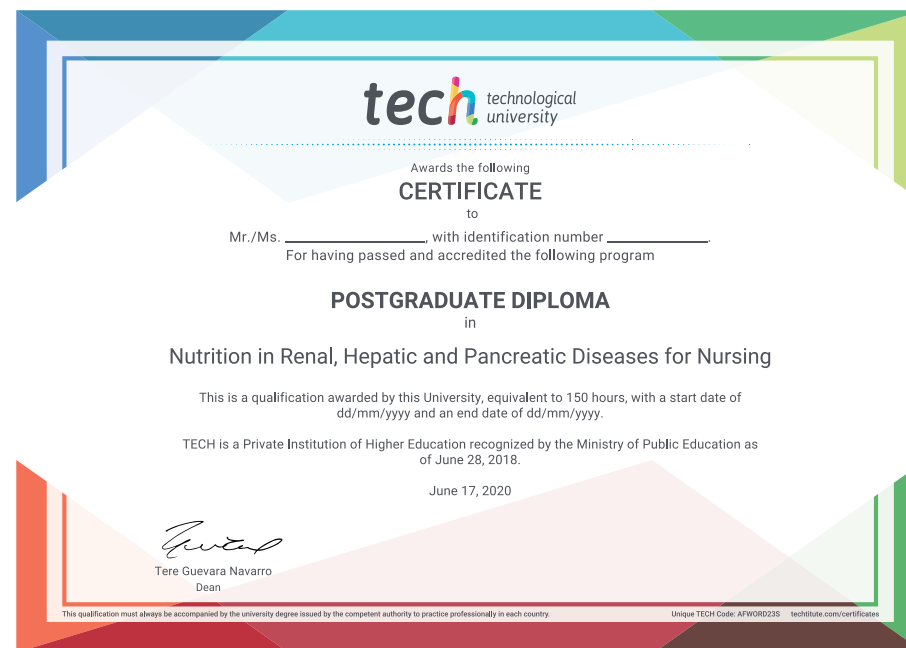 tech technological
university
Awards the following
CERTIFICATE
to
Mr./Ms. ____________________, with identification number ______________.
For having passed and accredited the following program
POSTGRADUATE DIPLOMA
in
Nutrition in Renal, Hepatic and Pancreatic Diseases for Nursing
This is a qualification awarded by this University, equivalent to 150 hours, with a start date of
dd/mm/yyyy and an end date of dd/mm/yyyy.
TECH is a Private Institution of Higher Education recognized by the Ministry of Public Education as
of June 28, 2018.
June 17, 2020
Tere Guevara Navarro
Dean
This qualification must always be accompanied by the university degree issued by the competent authority to practice professionally in each country.
Unique TECH Code: AFWORD23S techtitute.com/certificates